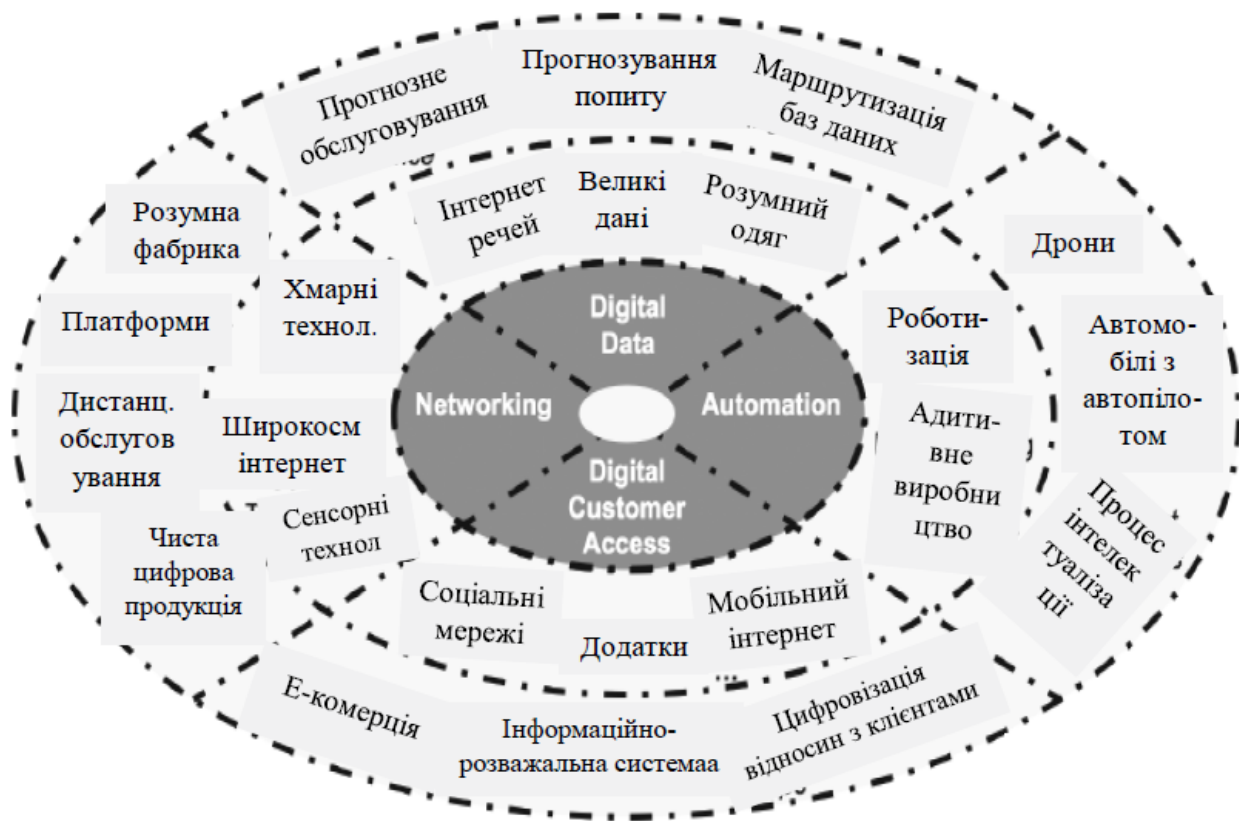 Прогнозне
обслуговування
Прогнозування
попиту
Маршрутизація
баз даних
Інтернет
речей
Великі
дані
Розумний
одяг
Розумна
фабрика
Дрони
Хмарні
технол.
Платформи
Digital
Data
Роботи-
зація
Автомо-
білі з
автопіло-
том
Networking
Automation
Дистанц.
обслугов
ування
Широкосм
інтернет
Адити-
вне
виробни
цтво
Digital
Customer
Access
Сенсорні
технол
Процес
інтелек
туаліза
ції
Чиста
цифрова
продукція
Соціальні
мережі
Додатки
Мобільний
інтернет
...
Е-комерція
Інформаційно-
розважальна системаа
Цифровізація
відносин з клієнтами